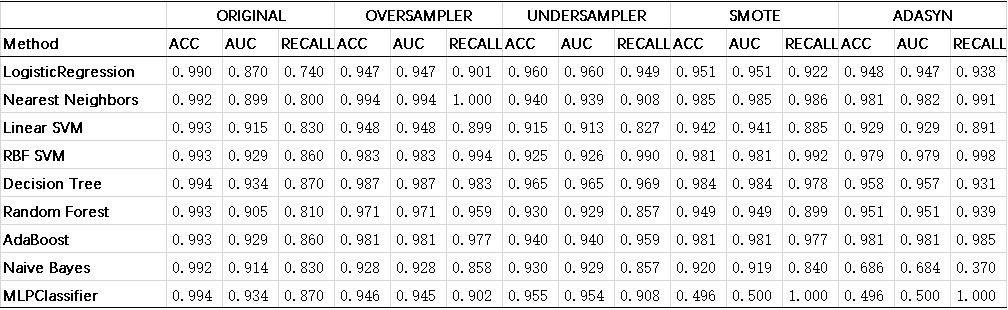 ORIGINAL OVERSAMPLER UNDERSAMPLER SMOTE ADASYN
Method ACC AUC RECALL ACC AUC RECALL ACC AUC RECALL ACC AUC RECALL ACC AUC RECALL
LogisticRegression 0.990 0.870 0.740 0.947 0.947 0.901 0.960 0.960 0.949 0.951 0.951 0.922 0.948 0.947 0.938
Nearest Neighbors 0.992 0.899 0.800 0.994 0.994 1.000 0.940 0.939 0.908 0.985 0.985 0.986 0.981 0.982 0.991
Linear SVM 0.993 0.915 0.830 0.948 0.948 0.899 0.915 0.913 0.827 0.942 0.941 0.885 0.929 0.929 0.891
RBF SVM 0.993 0.929 0.860 0.983 0.983 0.994 0.925 0.926 0.990 0.981 0.981 0.992 0.979 0.979 0.998
Decision Tree 0.994 0.934 0.870 0.987 0.987 0.983 0.965 0.965 0.969 0.984 0.984 0.978 0.958 0.957 0.931
Random Forest 0.993 0.905 0.810 0.971 0.971 0.959 0.930 0.929 0.857 0.949 0.949 0.899 0.951 0.951 0.939
AdaBoost 0.993 0.929 0.860 0.981 0.981 0.977 0.940 0.940 0.959 0.981 0.981 0.977 0.981 0.981 0.985
Naive Bayes 0.992 0.914 0.830 0.928 0.928 0.858 0.930 0.929 0.857 0.920 0.919 0.840 0.686 0.684 0.370
MLPClassifier 0.994 0.934 0.870 0.946 0.945 0.902 0.955 0.954 0.908 0.496 0.500 1.000 0.496 0.500 1.000